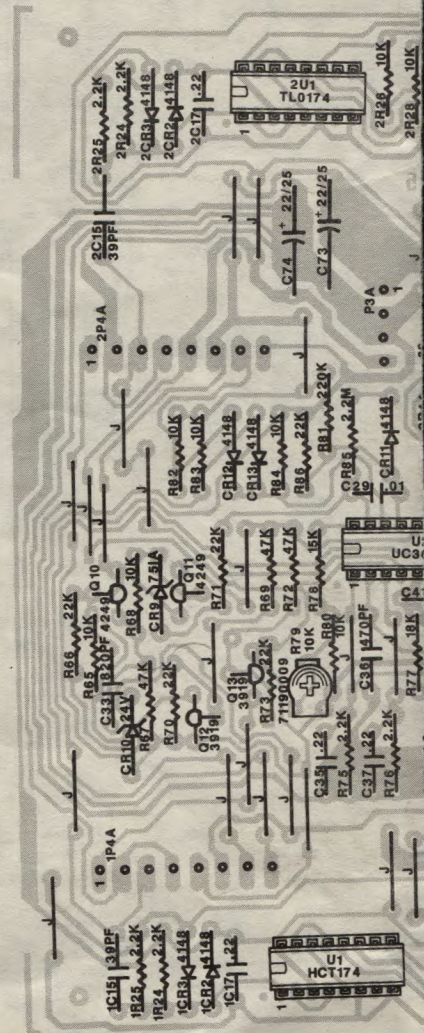 2R25 2.2K
2R24 2.2K
2CR3 4148
2CR2 4148
2C17 .22
2U1
TL0174
1
2R26 10K
2R28 10K
2C15
39PF
J
J
J
C74 + 22/25
C73 + 22/25
J
1 2P4A
P3A
1
J
J
J
J
J
J
R82 10K
R83 10K
CR12 4148
CR13 4148
R84 10K
R86 22K
R81 220K
R85 2.2M
CR11 4148
C29 .01
UC36
C41
Q10
4249
R66 22K
R65 10K
C33 820PF
R68 10K
CR9 751A
Q11
4249
R71 22K
J
R69 47K
R72 47K
R78 15K
CR10 24V
R67 47K
R70 22K
Q12
3919
J
Q13
3919
R73 22K
71190009
R79
10K
R80
10K
C36 470PF
J
R77 18K
C35 .22
R75 2.2K
C37 .22
R76 2.2K
J
J
J
J
J
J
1 1P4A
J
J
J
1C15 39PF
1R25 2.2K
1R24 2.2K
1CR3 4148
1CR2 4148
1C17 .22
U1
HCT174
1